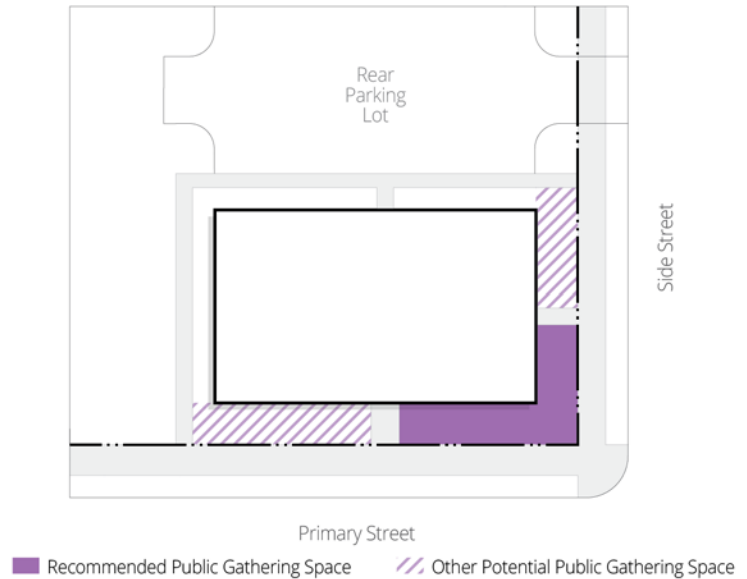 Rear
Parking
Lot
Side Street
Primary Street
Recommended Public Gathering Space
Other Potential Public Gathering Space